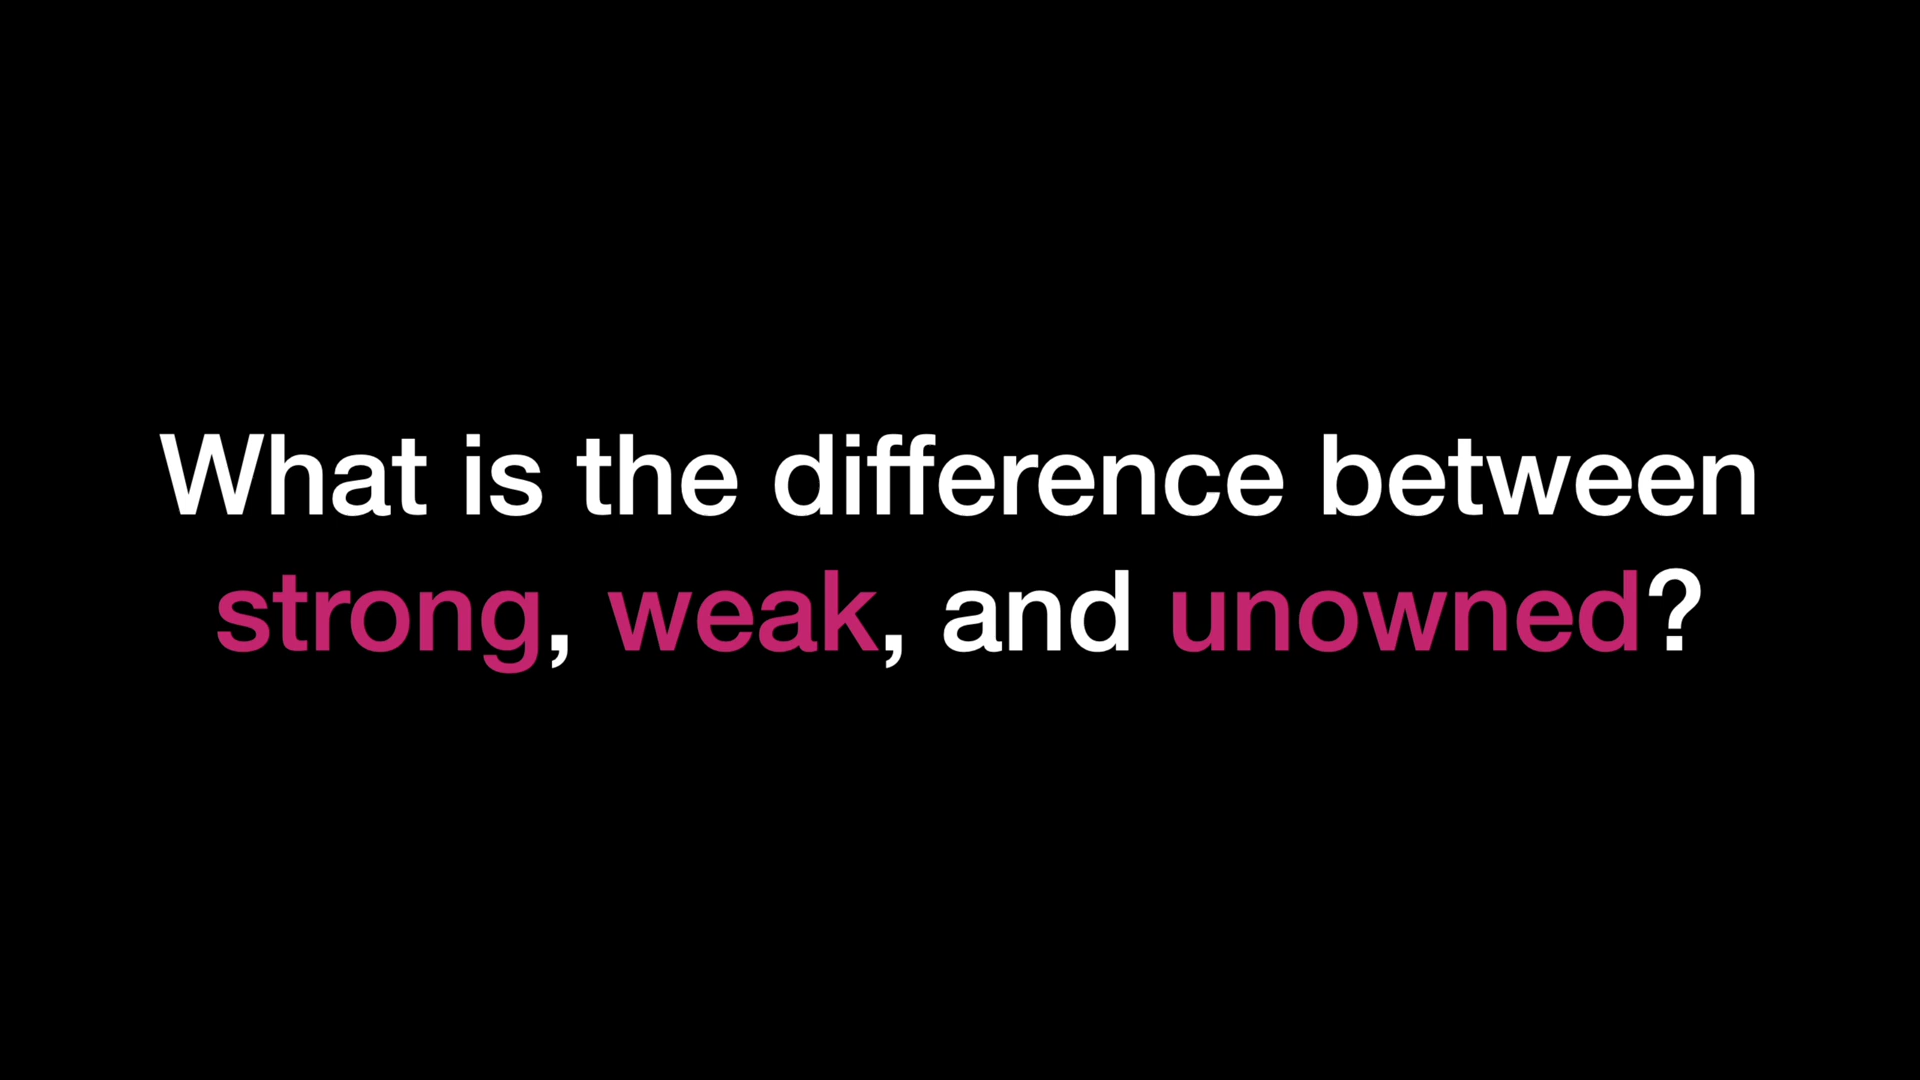 What is the difference between
strong, weak, and unowned?